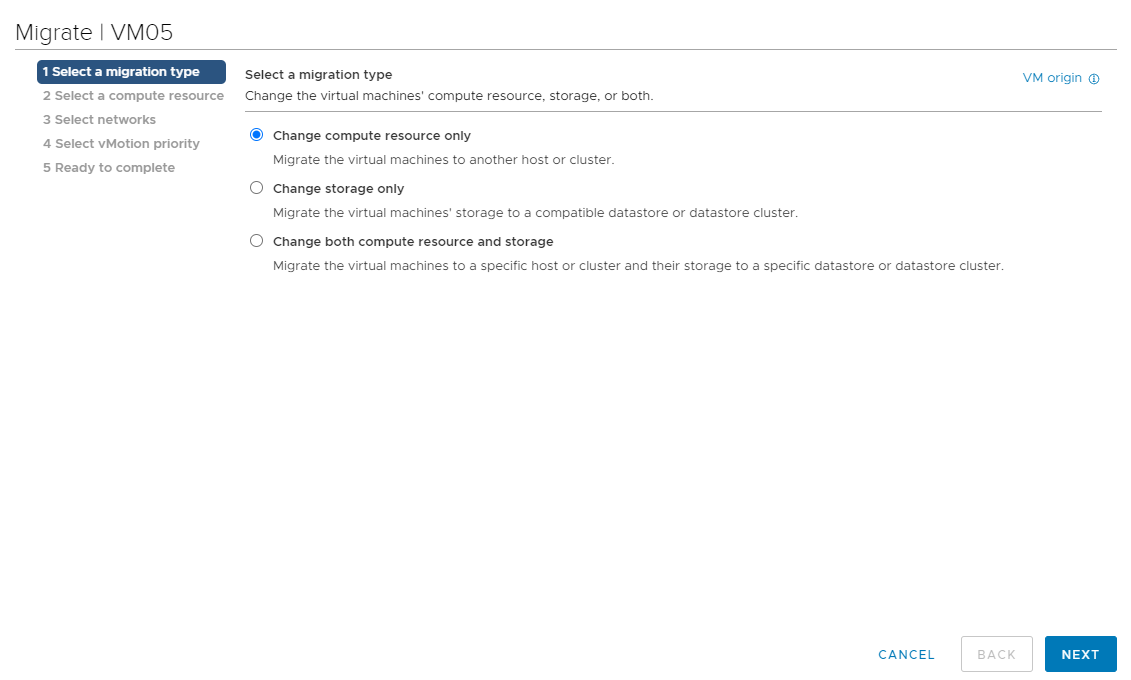 Migrate | VM05
1 Select a migration type
2 Select a compute resource
3 Select networks
4 Select vMotion priority
5 Ready to complete
Select a migration type
VM origin
Change the virtual machines' compute resource, storage, or both.
Change compute resource only
Migrate the virtual machines to another host or cluster.
Change storage only
Migrate the virtual machines' storage to a compatible datastore or datastore cluster.
Change both compute resource and storage
Migrate the virtual machines to a specific host or cluster and their storage to a specific datastore or datastore cluster.
CANCEL
BACK
NEXT